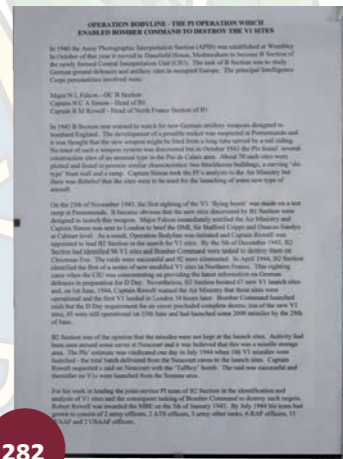 OPERATION BODYLINE - THE PI OPERATION WHICH
ENABLED BOMBER COMMAND TO DESTROY THE V1 SITES
In 1940 the Army Photographic Interpretation Section (APIS) was established at Wembley
In October of that year it moved to Danesfield House, Medmenham to become B Section of
the newly formed Central Interpretation Unit (CIU). The task of B Section was to study
German ground defences and artillery sites in occupied Europe. The principal Intelligence
Corps personalities involved were:
Major N L Falcon - OC B Section
Captain N C A Simon - Head of B1
Captain R M Rowell - Head of North France Section of B1
In 1943 B Section was warned to watch for new German artillery weapons designed to
bombard England. The development of a possible rocket was suspected at Peenemunde and
it was thought that the new weapon might be fired from a long tube served by a rail siding.
No trace of such a weapon system was discovered but in October 1943 the PIs found several
construction sites of an unusual type in the Pas de Calais area. About 70 such sites were
plotted and found to possess similar characteristics: two blockhouse buildings, a curving 'ski-
type' blast wall and a ramp. Captain Simon took the PI's analysis to the Air Ministry but
there was disbelief that the sites were to be used for the launching of some new type of
aircraft.
On the 25th of November 1943, the first sighting of the V1 'flying bomb' was made on a test
ramp at Peenemunde. It became obvious that the new sites discovered by B1 Section were
designed to launch this weapon. Major Falcon immediately notified the Air Ministry and
Captain Simon was sent to London to brief the DMI, Sir Stafford Cripps and Duncan Sandys
at Cabinet level. As a result, Operation Bodyline was initiated and Captain Rowell was
appointed to lead B2 Section in the search for V1 sites. By the 5th of December 1943, B2
Section had identified 96 V1 sites and Bomber Command was tasked to destroy them on
Christmas Eve. The raids were successful and 92 were eliminated. In April 1944, B2 Section
identified the first of a series of new modified V1 sites in Northern France. This sighting
came when the CIU was concentrating on providing the latest information on German
defences in preparation for D Day. Nevertheless, B2 Section located 67 new V1 launch sites
and, on 1st June, 1944, Captain Rowell warned the Air Ministry that these sites were
operational and the first V1 landed in London 34 hours later. Bomber Command launched
raids but the D Day requirement for air cover precluded complete desire, ten of the new V1
sites, 45 were still operational on 15th June and had launched some 2000 missiles by the 29th
of June.
B2 Section was of the opinion that the missiles were not kept at the launch sites. Activity had
been seen around some caves at Nencourt and it was believed that this was a missile storage
area. The PIs' estimate was vindicated one day in July 1944 when 108 V1 missiles were
launched - the total batch delivered from the Nencourt caves to the launch sites. Captain
Rowell requested a raid on Nencourt with the 'Tallboy' bomb. The raid was successful and
thereafter no V1s were launched from the Somme area.
For his work in leading the joint-service PI team of B2 Section in the identification and
analysis of V1 sites and the consequent tasking of Bomber Command to destroy such targets,
Robert Rowell was awarded the MBE on the 5th of January 1945. By July 1944 his team had
grown to consist of 2 army officers, 2 ATS officers, 3 army other ranks, 6 RAF officers, 11
WAAF and 2 USAAF officers.
282